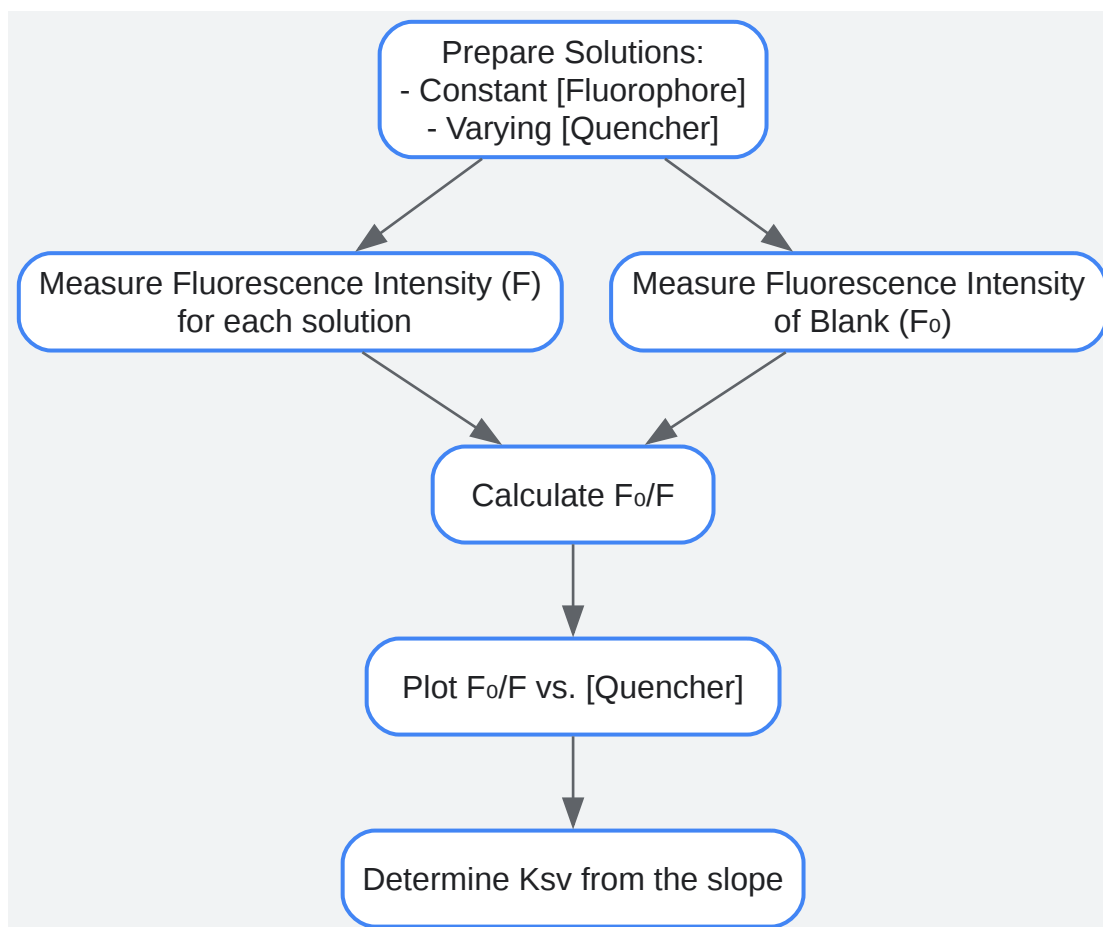 Prepare Solutions:
- Constant [Fluorophore]
- Varying [Quencher]
Measure Fluorescence Intensity (F)
for each solution
Measure Fluorescence Intensity
of Blank (F₀)
Calculate F₀/F
Plot F₀/F vs. [Quencher]
Determine Ksv from the slope